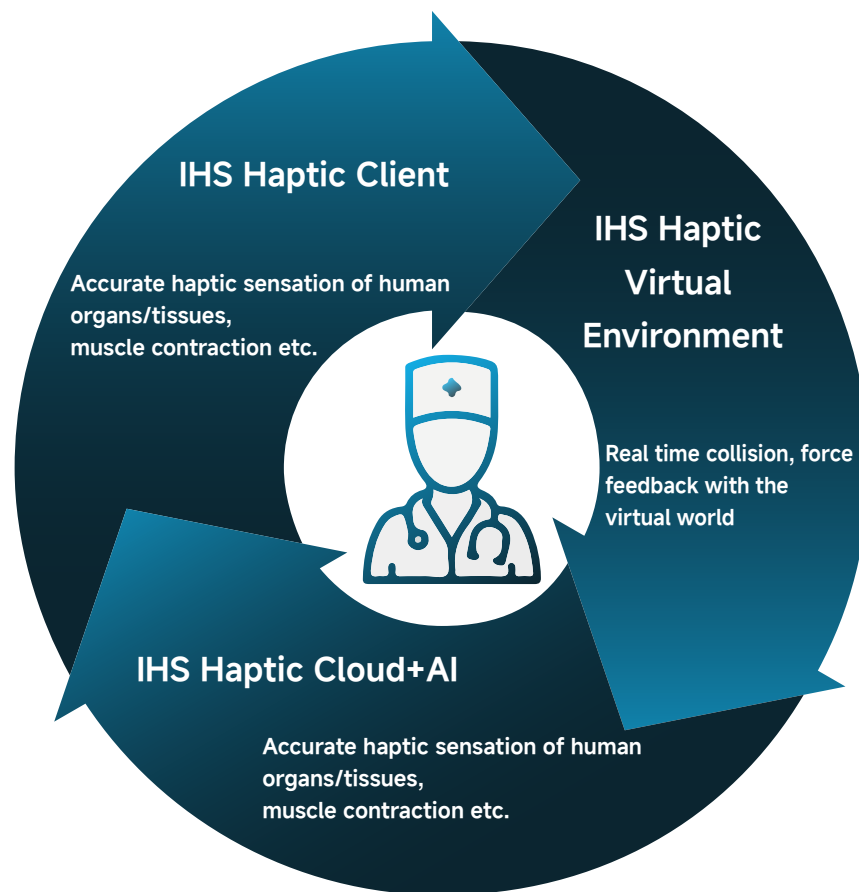 IHS Haptic Client
Accurate haptic sensation of human
organs/tissues,
muscle contraction etc.
IHS Haptic
Virtual
Environment
Real time collision, force
feedback with the
virtual world
IHS Haptic Cloud+AI
Accurate haptic sensation of human
organs/tissues,
muscle contraction etc.